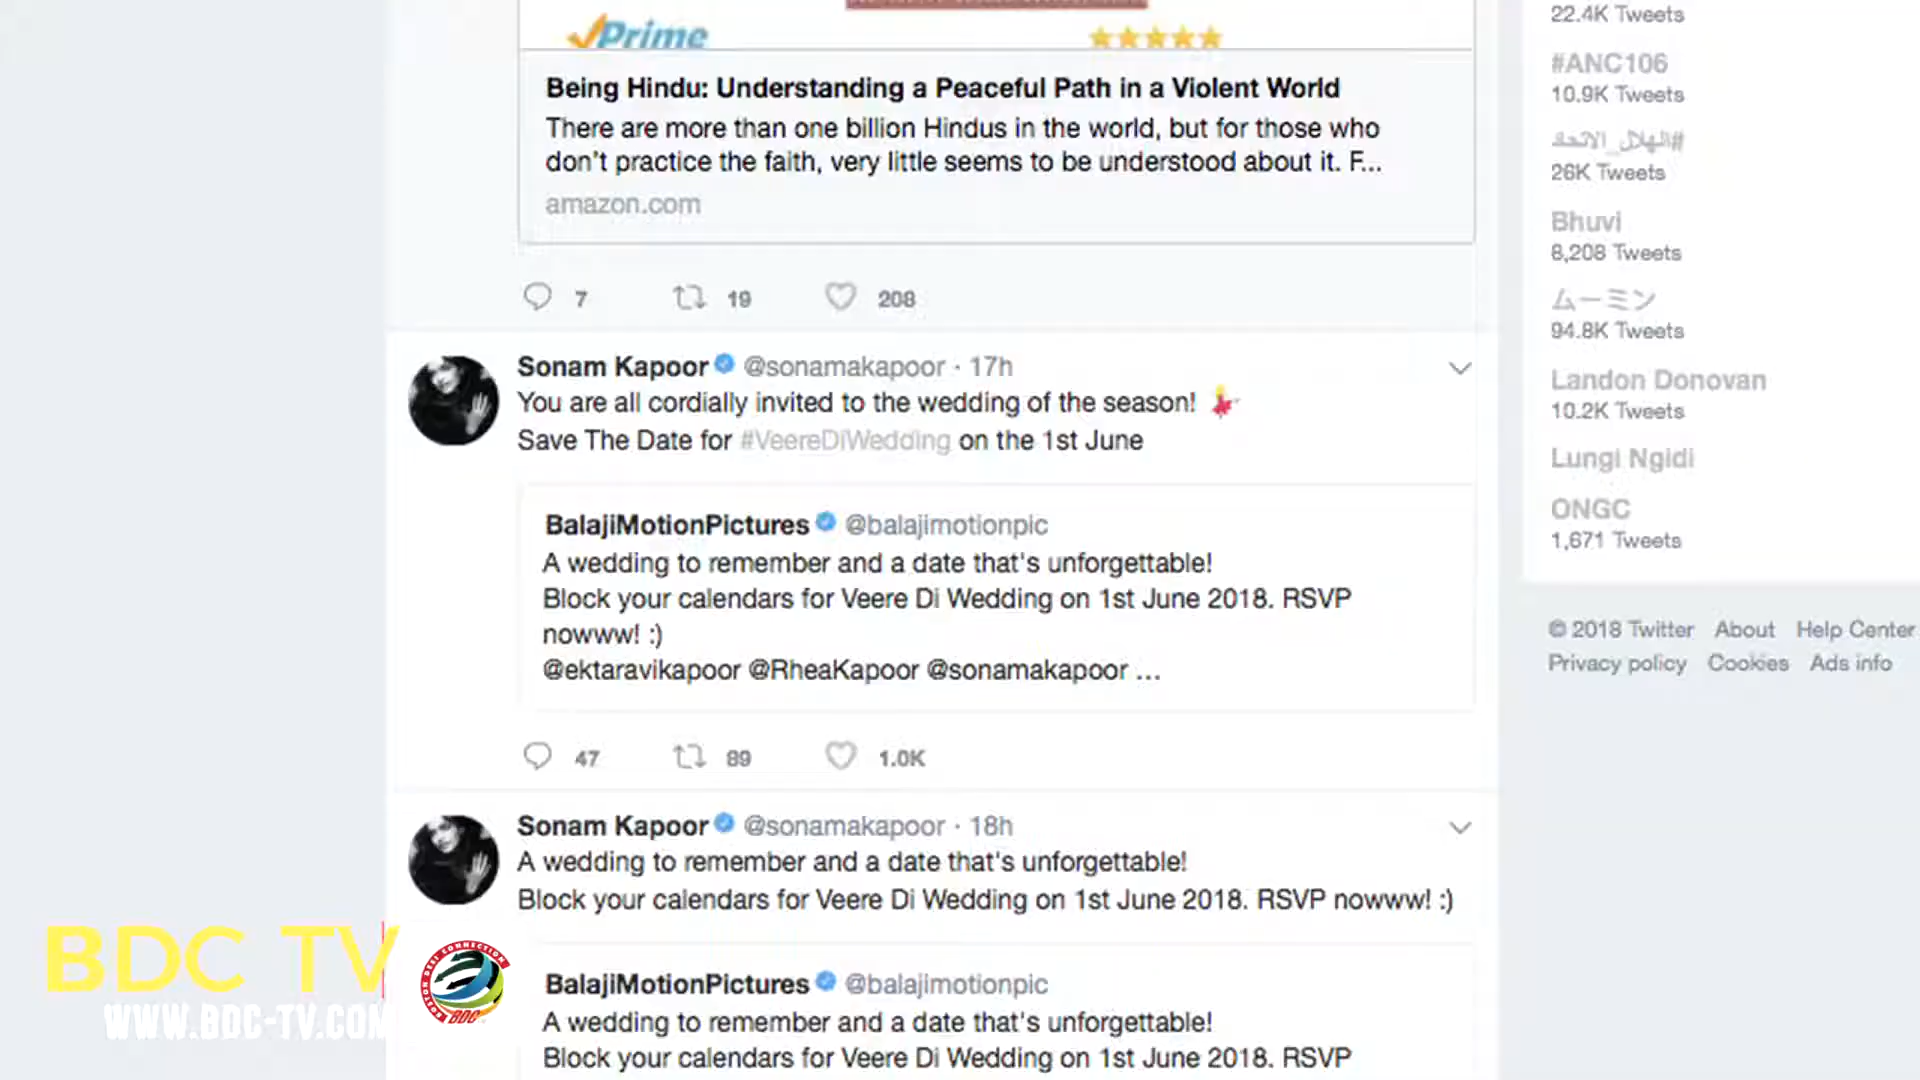 Prime
Being Hindu: Understanding a Peaceful Path in a Violent World
There are more than one billion Hindus in the world, but for those who
don't practice the faith, very little seems to be understood about it. F...
amazon.com
7 19 208
Sonam Kapoor @sonamakapoor · 17h
You are all cordially invited to the wedding of the season!
Save The Date for #VeereDiWedding on the 1st June
BalajiMotionPictures @balajimotionpic
A wedding to remember and a date that's unforgettable!
Block your calendars for Veere Di Wedding on 1st June 2018. RSVP
nowww! :)
@ektaravikapoor @RheaKapoor @sonamakapoor ...
47 89 1.0K
Sonam Kapoor @sonamakapoor · 18h
A wedding to remember and a date that's unforgettable!
Block your calendars for Veere Di Wedding on 1st June 2018. RSVP nowww! :)
BalajiMotionPictures @balajimotionpic
A wedding to remember and a date that's unforgettable!
Block your calendars for Veere Di Wedding on 1st June 2018. RSVP
22.4K Tweets
#ANC106
10.9K Tweets
26K Tweets
Bhuvi
8,208 Tweets
ムーミン
94.8K Tweets
Landon Donovan
10.2K Tweets
Lungi Ngidi
ONGC
1,671 Tweets
© 2018 Twitter About Help Center
Privacy policy Cookies Ads info
BDC TV
WWW.BDC-TV.COM
BOSTON DESI CONNECTION
BDC